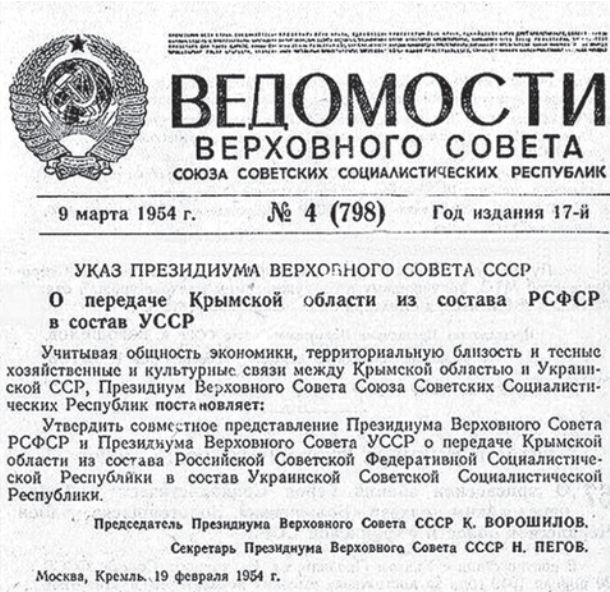 ВЕДОМОСТИ
ВЕРХОВНОГО СОВЕТА
СОЮЗА СОВЕТСКИХ СОЦИАЛИСТИЧЕСКИХ РЕСПУБЛИК
9 марта 1954 г. № 4 (798) Год издания 17-й
УКАЗ ПРЕЗИДИУМА ВЕРХОВНОГО СОВЕТА СССР
О передаче Крымской области из состава РСФСР
в состав УССР
Учитывая общность экономики, территориальную близость и тесные
хозяйственные и культурные связи между Крымской областью и Украин-
ской ССР, Президиум Верховного Совета Союза Советских Социалисти-
ческих Республик постановляет:
Утвердить совместное представление Президиума Верховного Совета
РСФСР и Президиума Верховного Совета УССР о передаче Крымской
области из состава Российской Советской Федеративной Социалистиче-
ской Республики в состав Украинской Советской Социалистической
Республики.
Председатель Президиума Верховного Совета СССР К. ВОРОШИЛОВ.
Секретарь Президиума Верховного Совета СССР Н. ПЕГОВ.
Москва, Кремль. 19 февраля 1954 г.